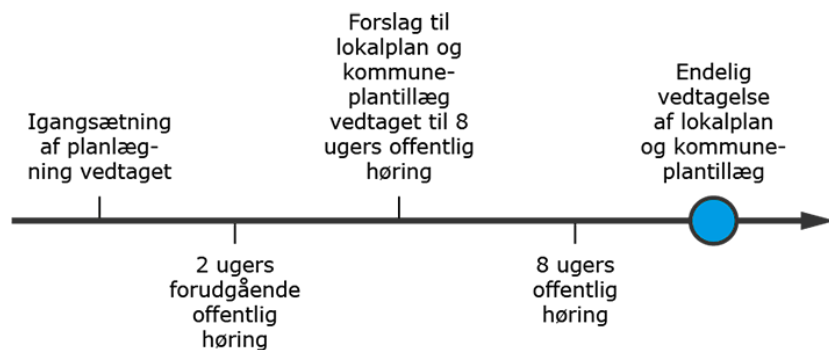 Igangsætning
af planlæg-
ning vedtaget
2 ugers
forudgående
offentlig
høring
Forslag til
lokalplan og
kommune-
plantillæg
vedtaget til 8
ugers offentlig
høring
8 ugers
offentlig
høring
Endelig
vedtagelse
af lokalplan
og kommune-
plantillæg